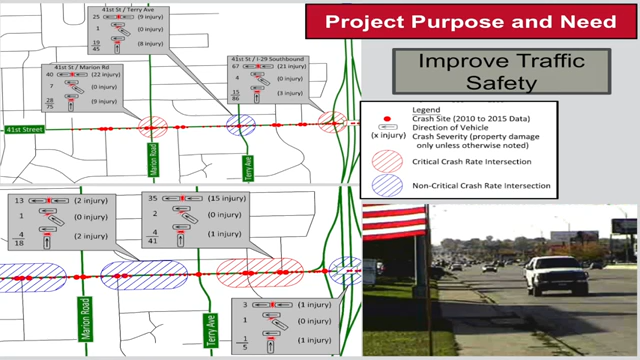 Project Purpose and Need
Improve Traffic
Safety
41st St / Terry Ave
25 (9 injury)
1 (0 injury)
19 (8 injury)
45
41st St / Marion Rd
40 (22 injury)
7 (0 injury)
28 (9 injury)
75
41st St / I-29 Southbound
67 (21 injury)
4 (0 injury)
15 (3 injury)
86
41st Street
Marion Road
Terry Ave
Legend
Crash Site (2010 to 2015 Data)
Direction of Vehicle
(x injury) Crash Severity (property damage
only unless otherwise noted)
Critical Crash Rate Intersection
Non-Critical Crash Rate Intersection
13 (2 injury)
1 (0 injury)
4 (2 injury)
18
35 (15 injury)
2 (0 injury)
4 (1 injury)
41
Marion Road
Terry Ave
3 (1 injury)
1 (0 injury)
1 (1 injury)
5